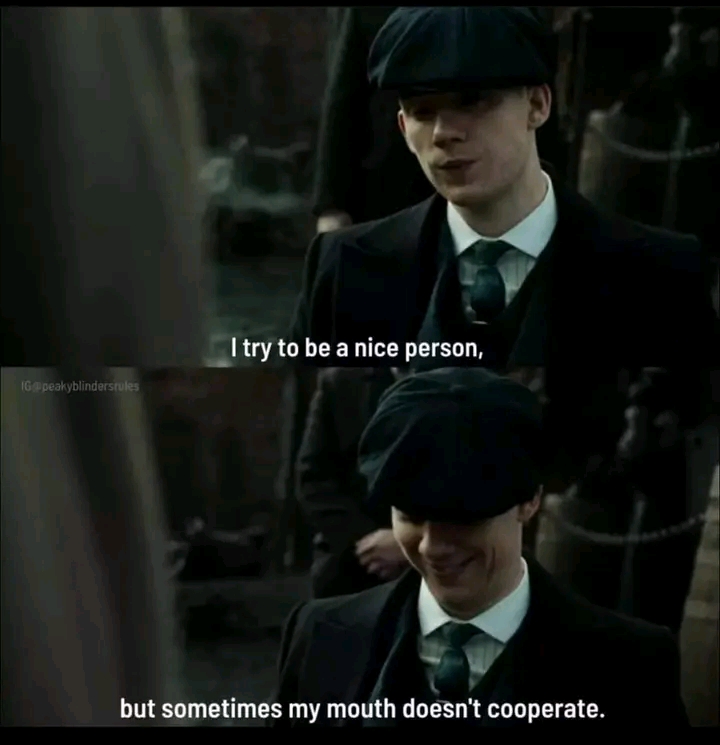 I try to be a nice person,
IG@peakyblindersrules
but sometimes my mouth doesn't cooperate.